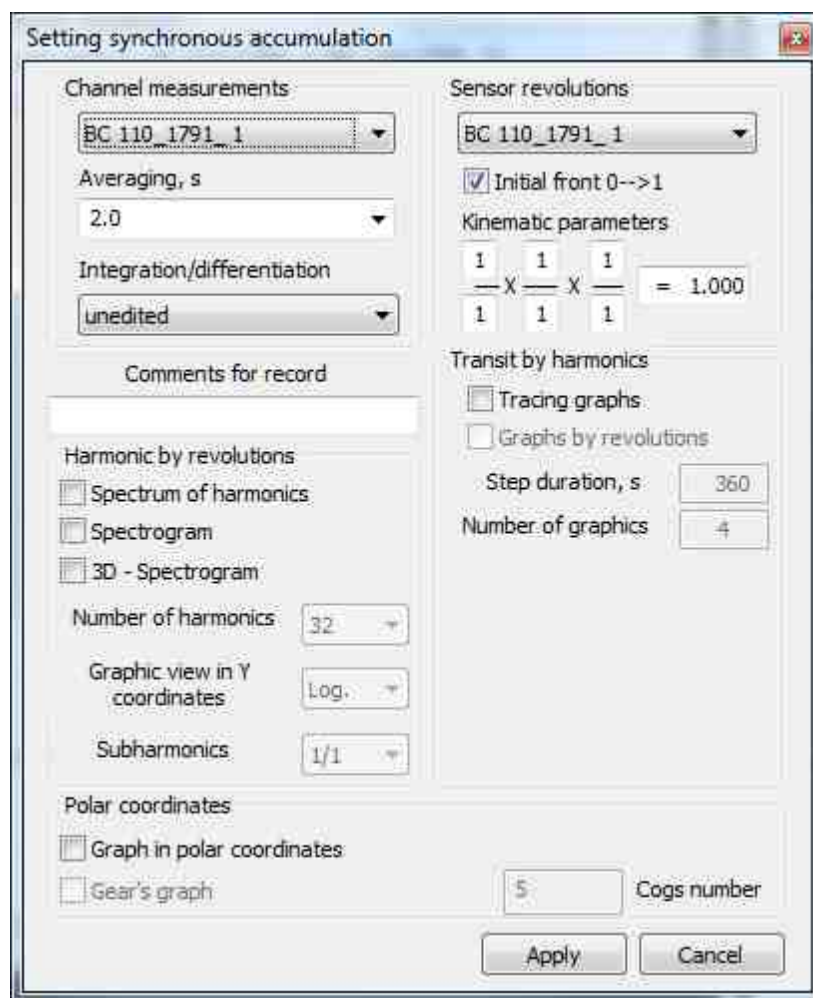 Setting synchronous accumulation
Channel measurements
BC 110_1791_ 1
Averaging, s
2.0
Integration/differentiation
unedited
Comments for record
Harmonic by revolutions
Spectrum of harmonics
Spectrogram
3D - Spectrogram
Number of harmonics 32
Graphic view in Y
coordinates Log.
Subharmonics 1/1
Sensor revolutions
BC 110_1791_ 1
Initial front 0-->1
Kinematic parameters
1 1 1
X X = 1.000
1 1 1
Transit by harmonics
Tracing graphs
Graphs by revolutions
Step duration, s 360
Number of graphics 4
Polar coordinates
Graph in polar coordinates
Gear's graph 5 Cogs number
Apply Cancel